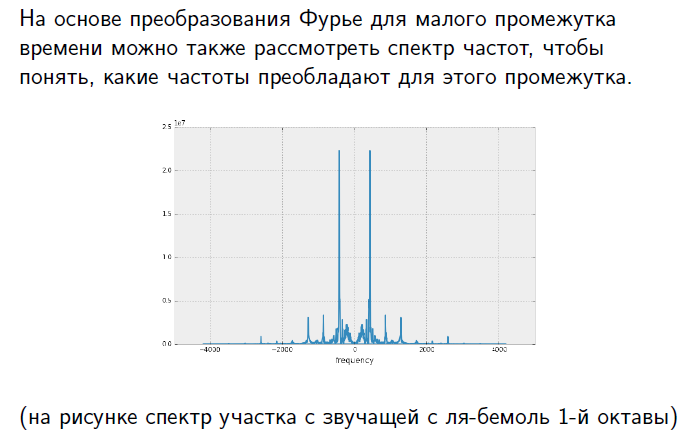 На основе преобразования Фурье для малого промежутка
времени можно также рассмотреть спектр частот, чтобы
понять, какие частоты преобладают для этого промежутка.
1e7
2.5
2.0
1.5
1.0
0.5
0.0
−4000 −2000 0 2000 4000
frequency
(на рисунке спектр участка с звучащей с ля-бемоль 1-й октавы)